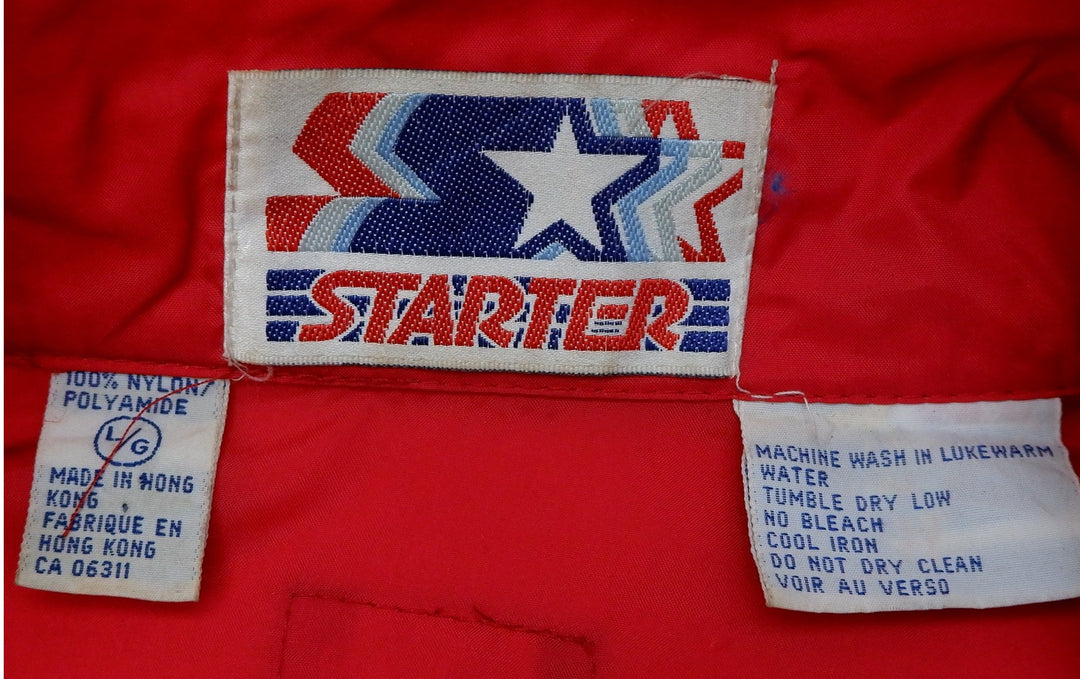 STARTER
100% NYLON/
POLYAMIDE
L/G
MADE IN HONG
KONG
FABRIQUE EN
HONG KONG
CA 06311
MACHINE WASH IN LUKEWARM
WATER
TUMBLE DRY LOW
NO BLEACH
COOL IRON
DO NOT DRY CLEAN
VOIR AU VERSO